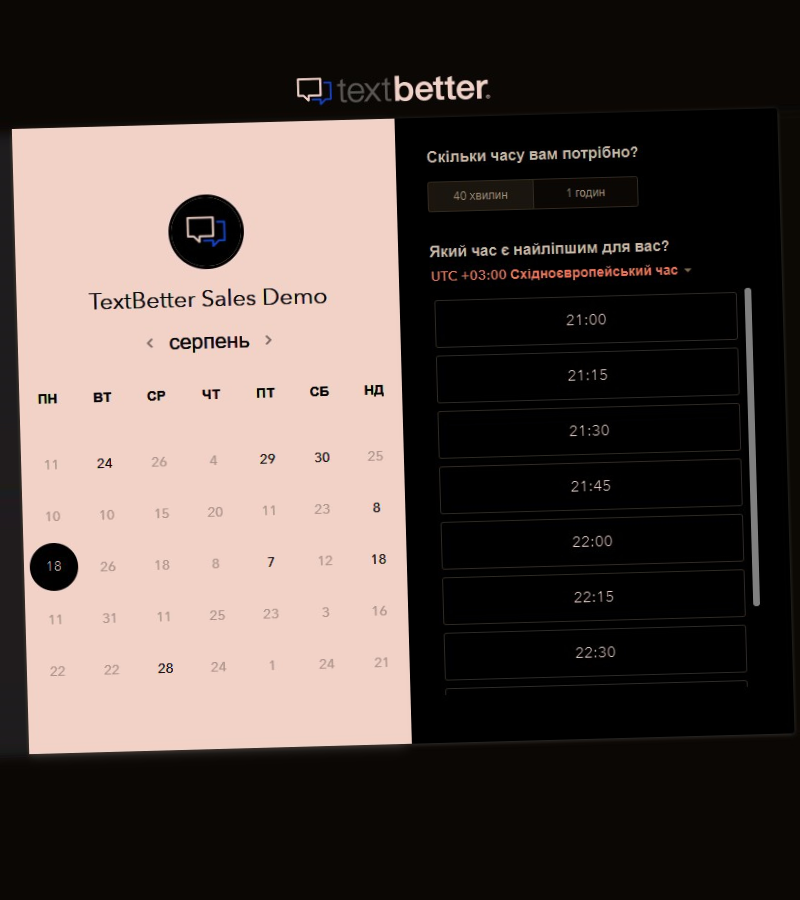 textbetter.
TextBetter Sales Demo
серпень
ПН ВТ СР ЧТ ПТ СБ НД
11 24 26 4 29 30 25
10 10 15 20 11 23 8
18 26 18 8 7 12 18
11 31 11 25 23 3 16
22 22 28 24 1 24 21
Скільки часу вам потрібно?
40 хвилин 1 годин
Який час є найліпшим для вас?
UTC +03:00 Східноєвропейський час
21:00
21:15
21:30
21:45
22:00
22:15
22:30